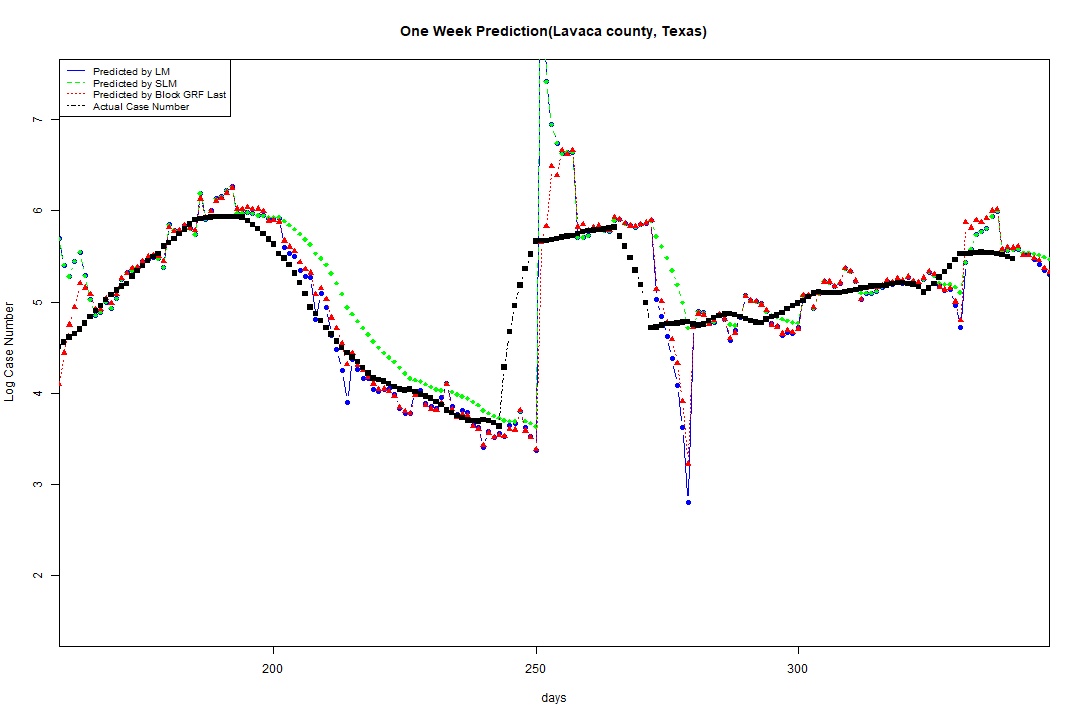 One Week Prediction(Lavaca county, Texas)
Predicted by LM
Predicted by SLM
Predicted by Block GRF Last
Actual Case Number
Log Case Number
7
6
5
4
3
2
200
250
300
days